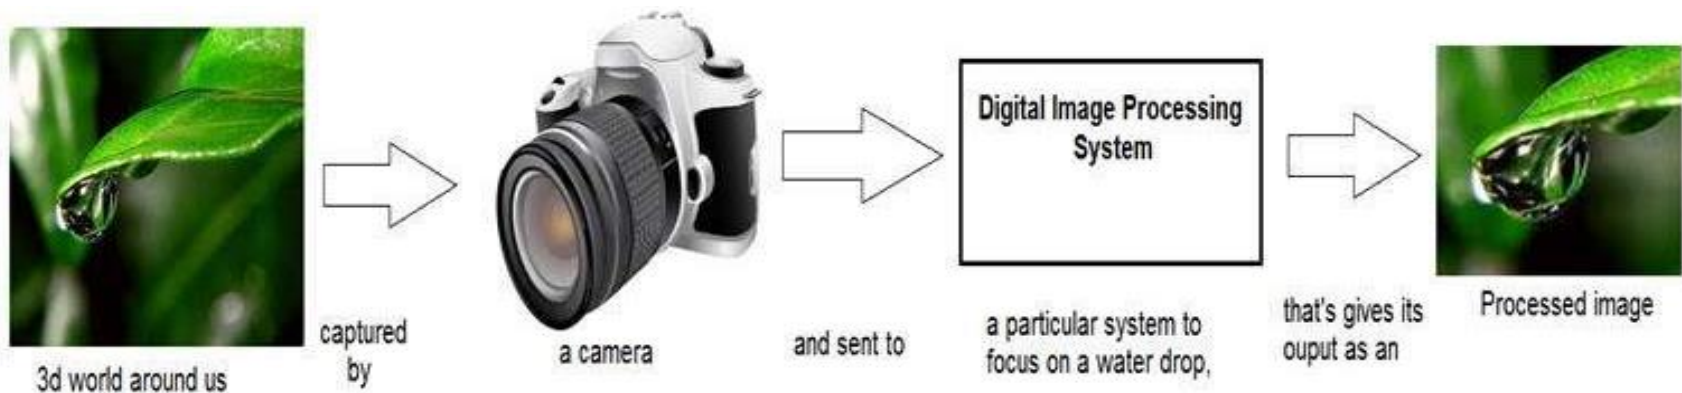 3d world around us
captured
by
a camera
and sent to
Digital Image Processing
System
a particular system to
focus on a water drop,
that's gives its
ouput as an
Processed image